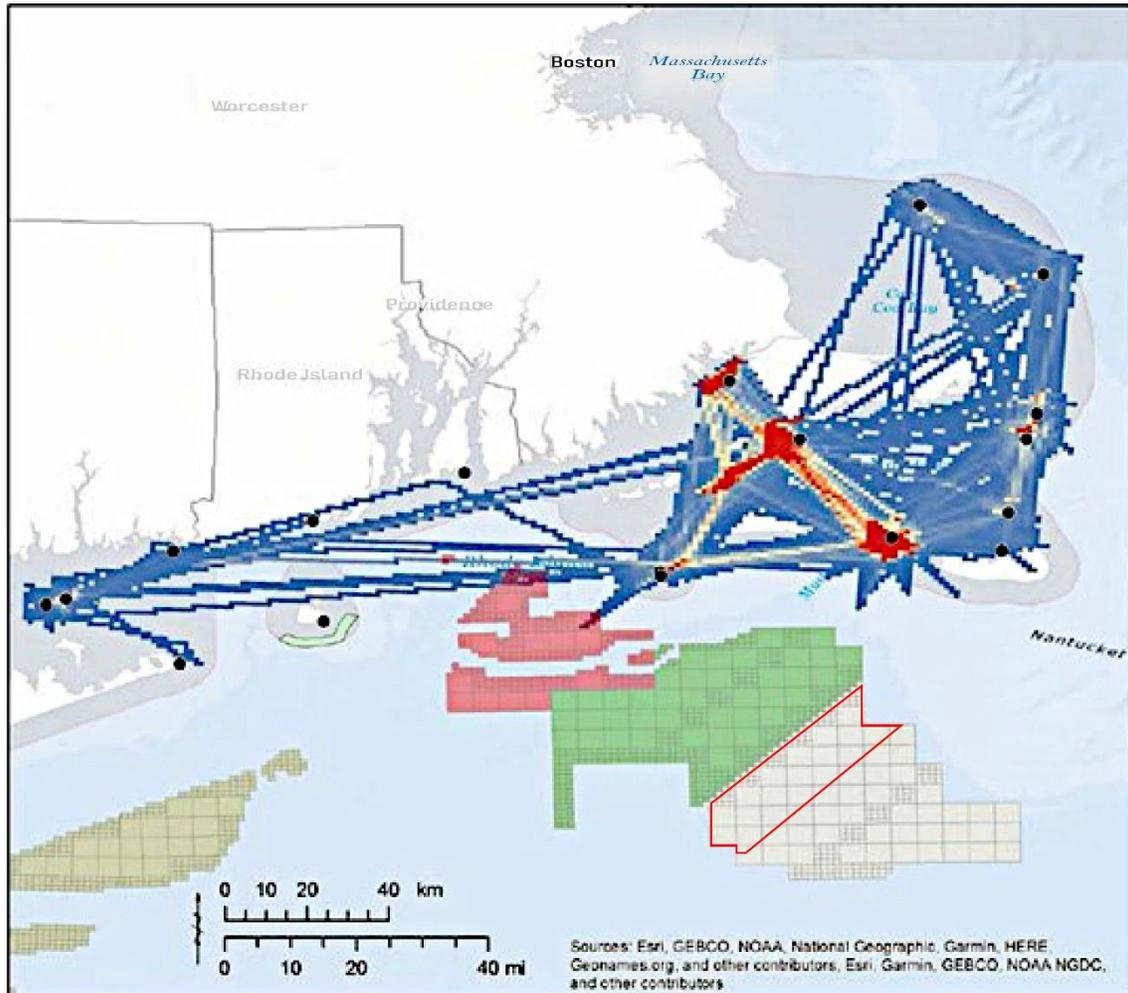 Boston
Massachusetts
Bay
Worcester
Providence
Rhode Island
Nantucket
0 10 20 40 km
0 10 20 40 mi
Sources: Esri, GEBCO, NOAA, National Geographic, Garmin, HERE,
Geonames.org, and other contributors, Esri, Garmin, GEBCO, NOAA NGDC,
and other contributors